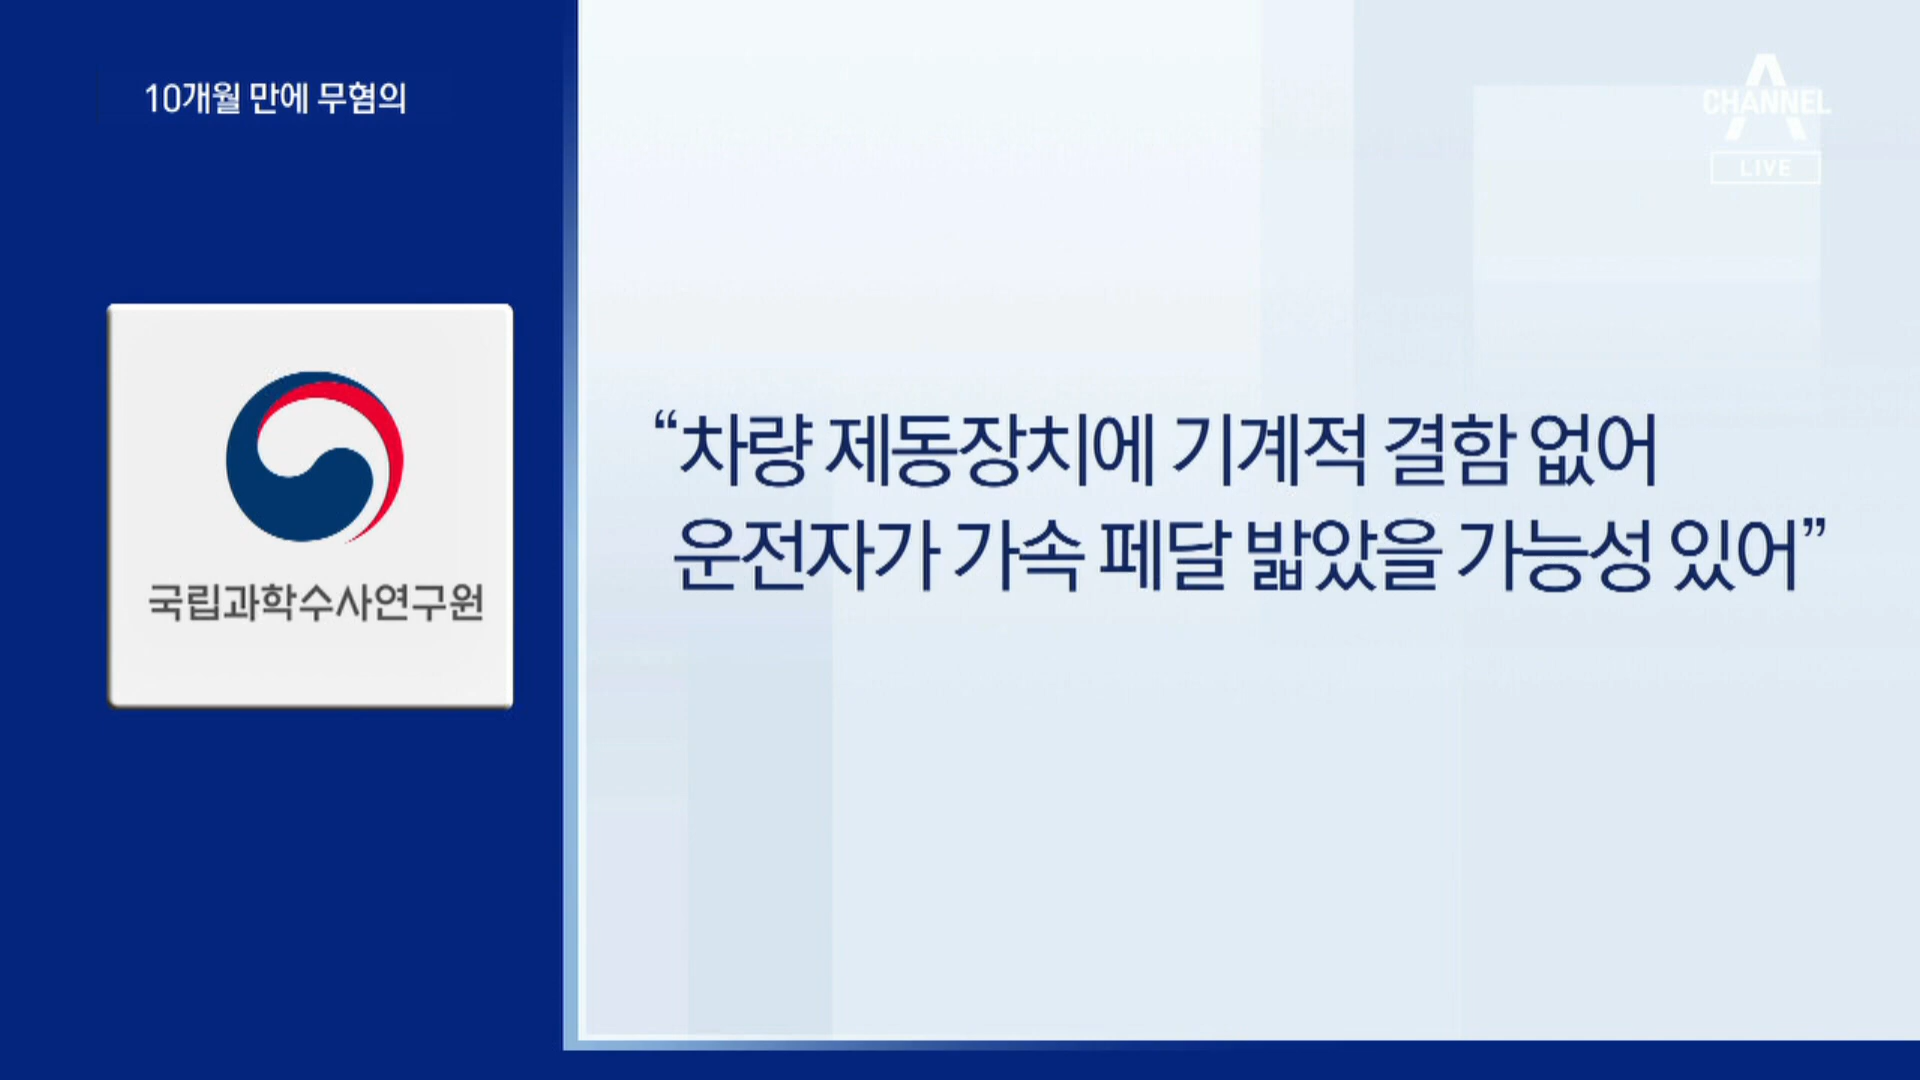 10개월 만에 무혐의
CHANNEL A
LIVE
국립과학수사연구원
“차량 제동장치에 기계적 결함 없어
운전자가 가속 페달 밟았을 가능성 있어”